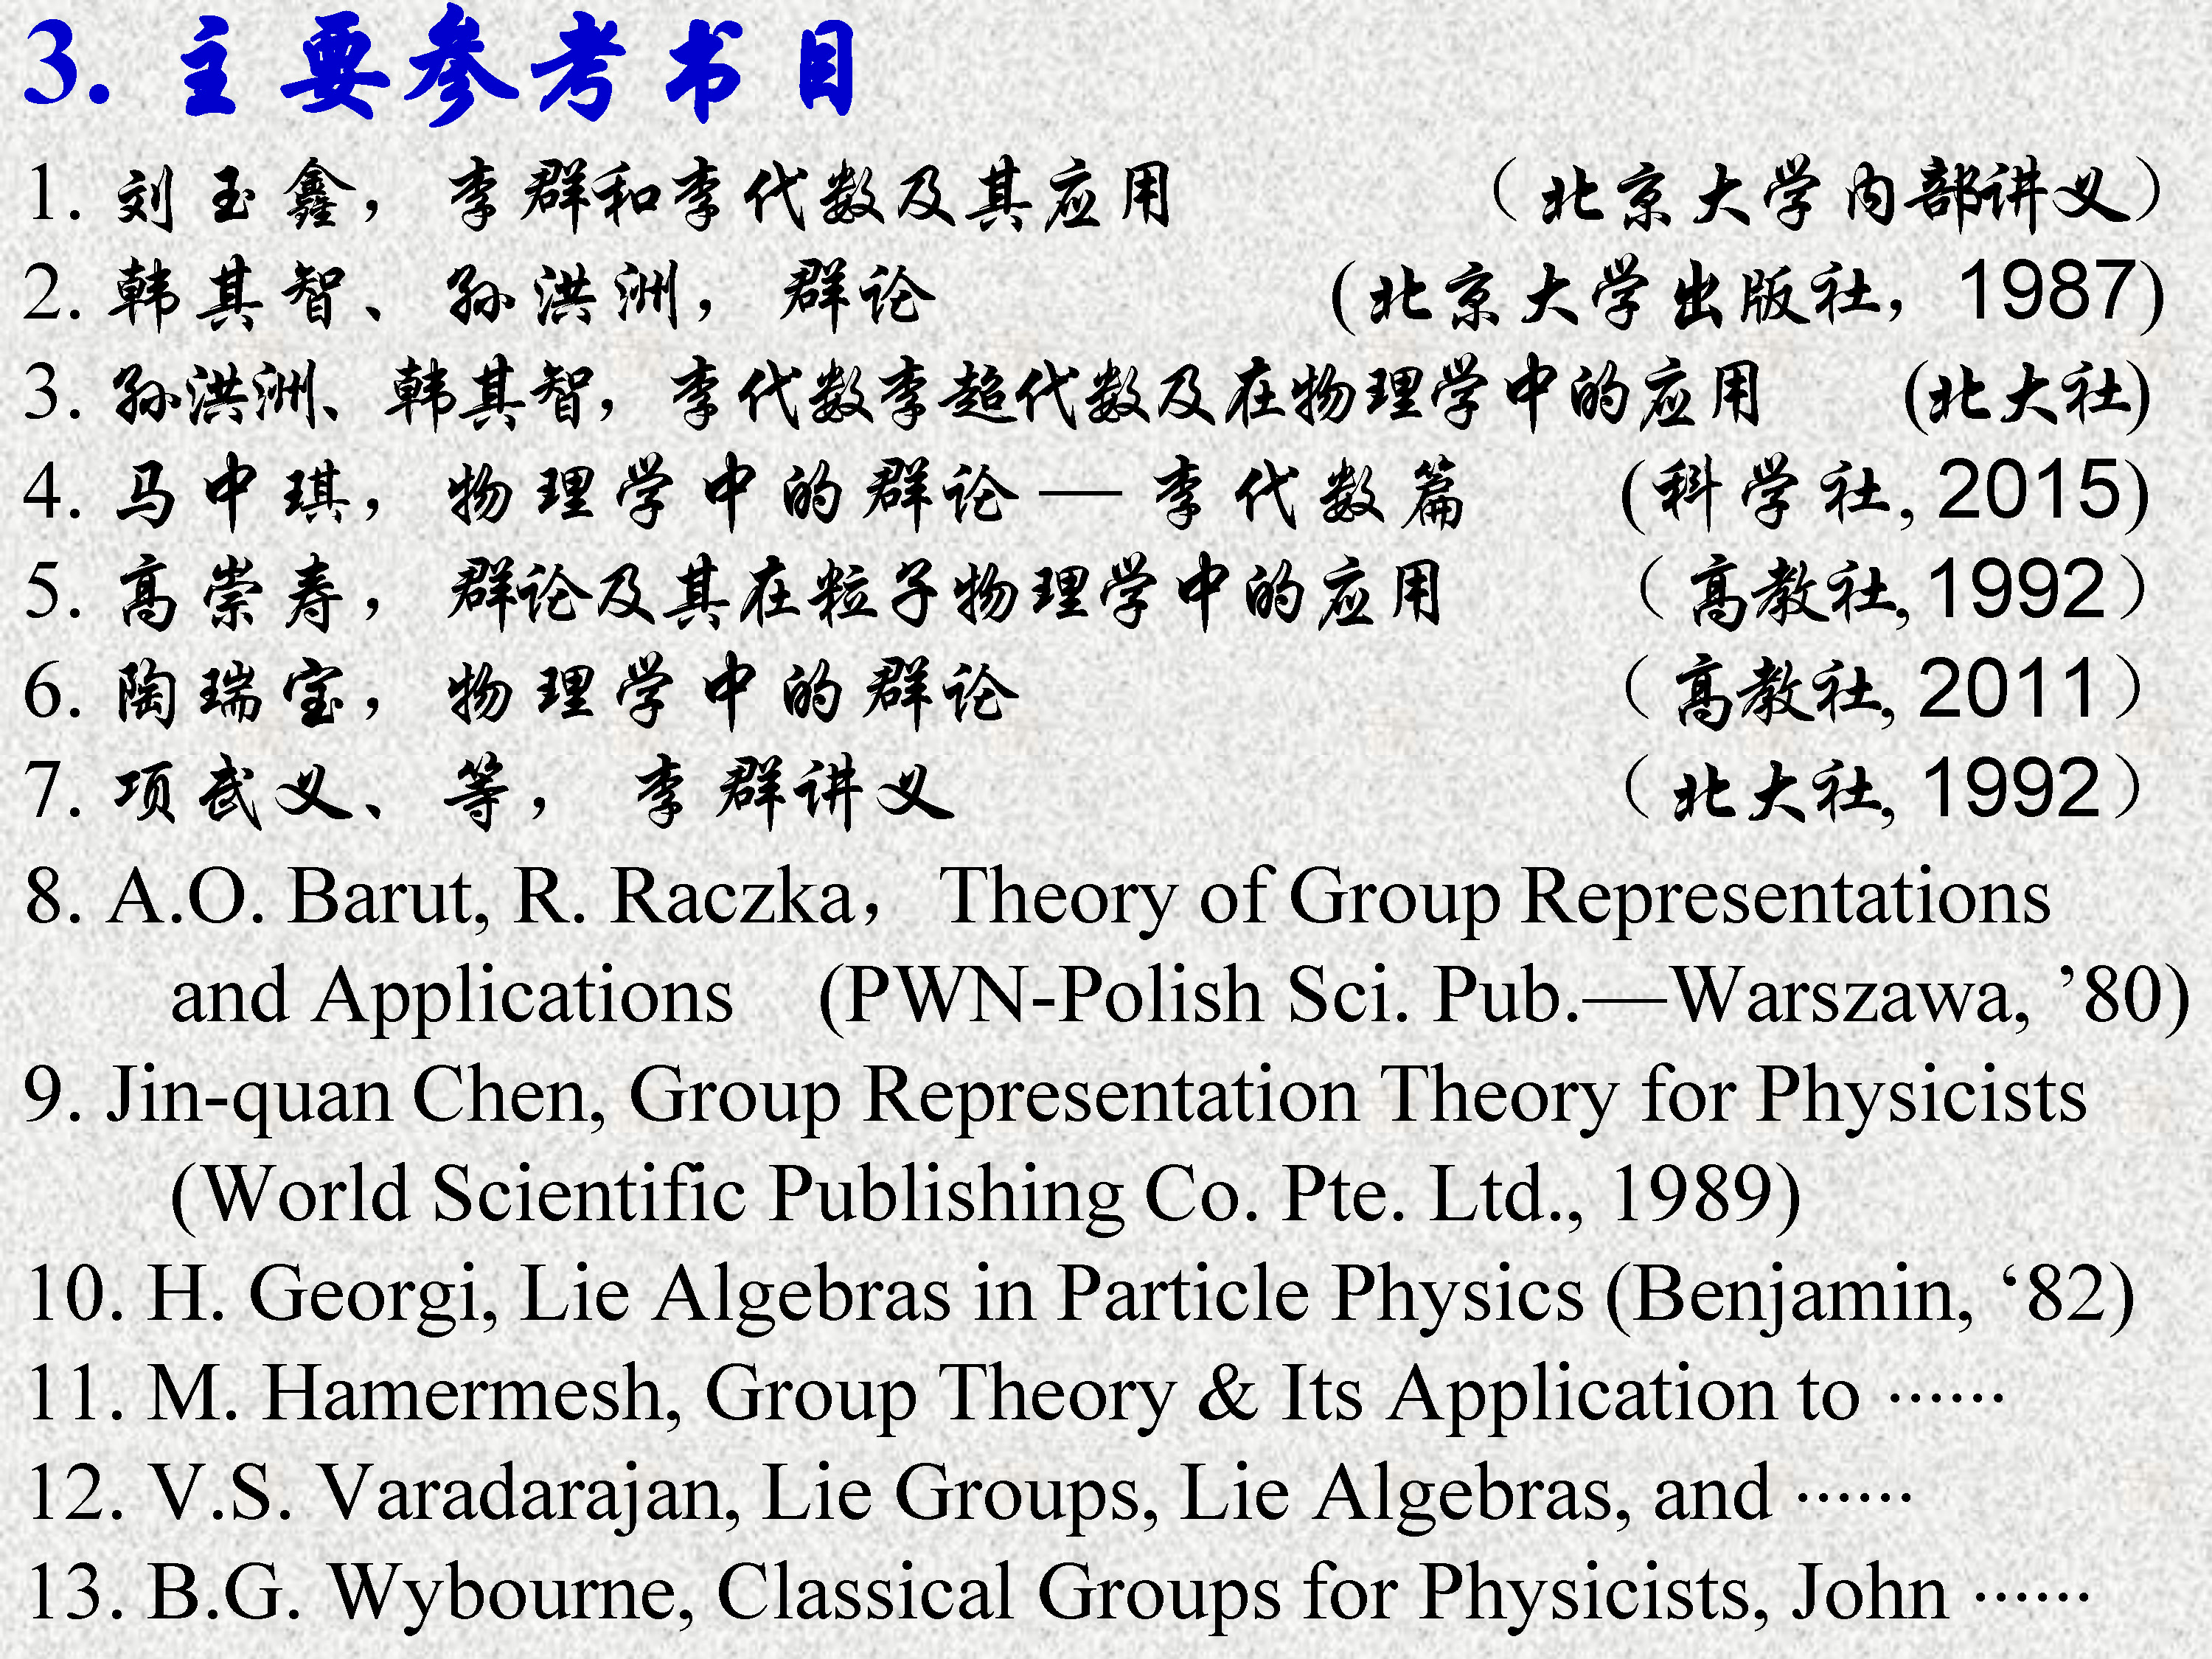 3. 主要参考书目
1. 刘玉鑫，李群和李代数及其应用 （北京大学内部讲义）
2. 韩其智、孙洪洲，群论 (北京大学出版社，1987)
3. 孙洪洲、韩其智，李代数李超代数及在物理学中的应用 (北大社)
4. 马中琪，物理学中的群论—李代数篇 (科学社, 2015)
5. 高崇寿，群论及其在粒子物理学中的应用 （高教社, 1992）
6. 陶瑞宝，物理学中的群论 （高教社, 2011）
7. 项武义、等，李群讲义 （北大社, 1992）
8. A.O. Barut, R. Raczka，Theory of Group Representations
and Applications (PWN-Polish Sci. Pub.—Warszawa, ’80)
9. Jin-quan Chen, Group Representation Theory for Physicists
(World Scientific Publishing Co. Pte. Ltd., 1989)
10. H. Georgi, Lie Algebras in Particle Physics (Benjamin, ‘82)
11. M. Hamermesh, Group Theory & Its Application to ······
12. V.S. Varadarajan, Lie Groups, Lie Algebras, and ······
13. B.G. Wybourne, Classical Groups for Physicists, John ······